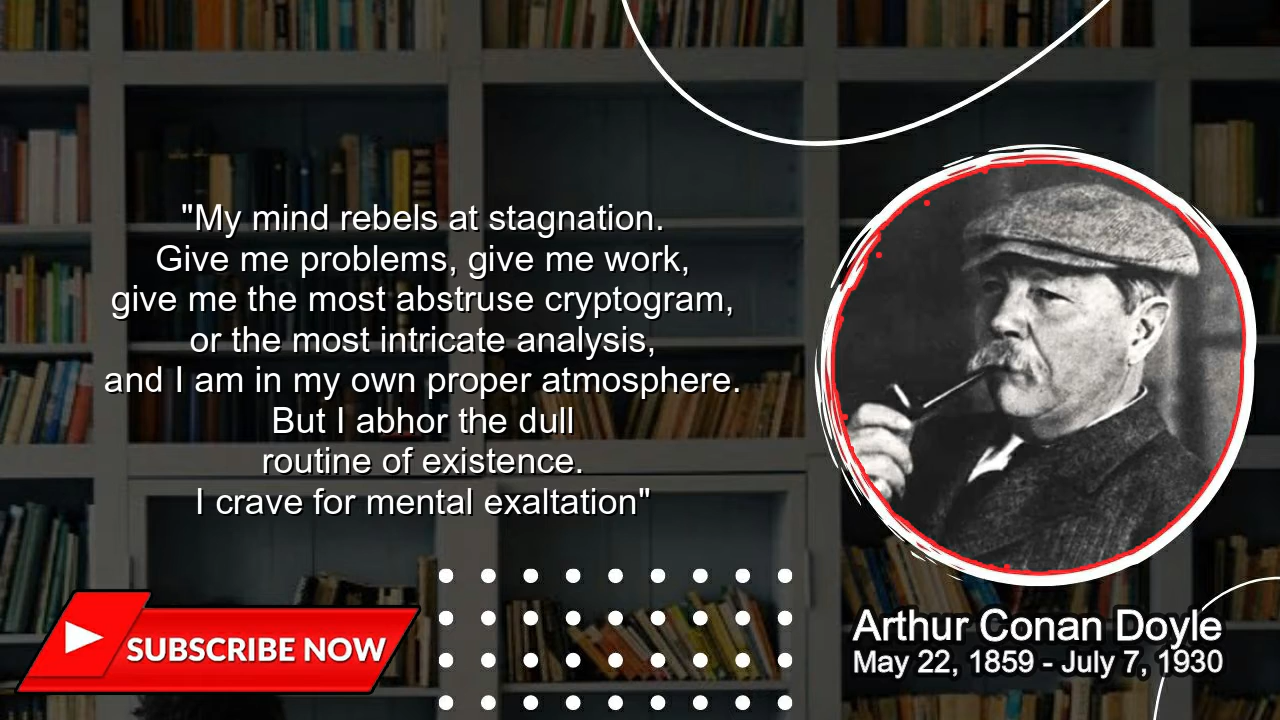 "My mind rebels at stagnation.
Give me problems, give me work,
give me the most abstruse cryptogram,
or the most intricate analysis,
and I am in my own proper atmosphere.
But I abhor the dull
routine of existence.
I crave for mental exaltation"
SUBSCRIBE NOW
Arthur Conan Doyle
May 22, 1859 - July 7, 1930